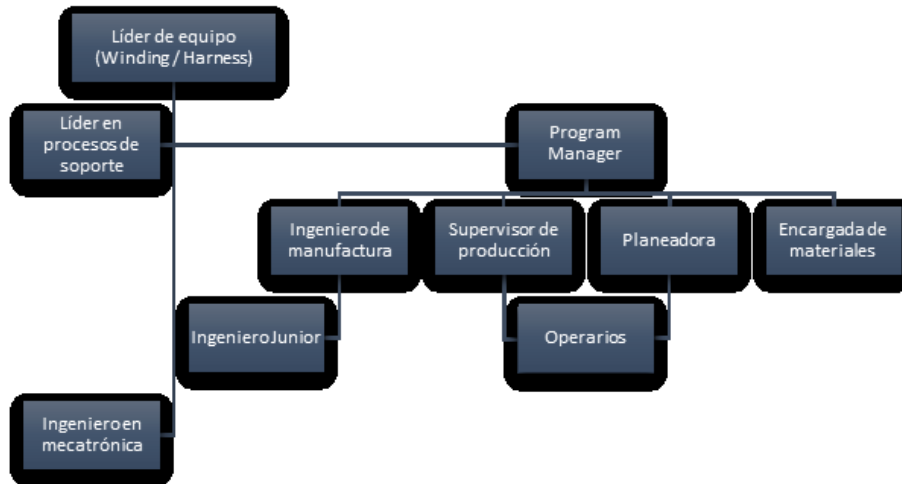 Líder de equipo
(Winding / Harness)
Líder en
procesos de
soporte
Program
Manager
Ingeniero de
manufactura
Supervisor de
producción
Planeadora
Encargada de
materiales
Ingeniero Junior
Operarios
Ingeniero en
mecatrónica